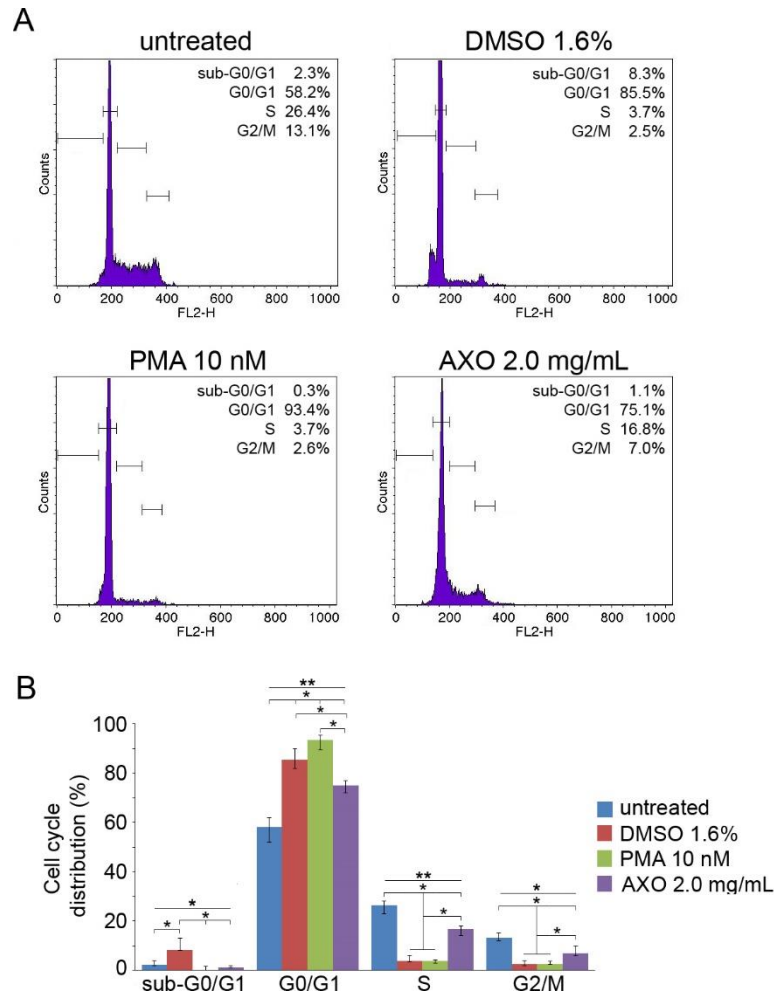 A
untreated
sub-G0/G1 2.3%
G0/G1 58.2%
S 26.4%
G2/M 13.1%
Counts
0 200 400 600 800 1000
FL2-H
DMSO 1.6%
sub-G0/G1 8.3%
G0/G1 85.5%
S 3.7%
G2/M 2.5%
Counts
0 200 400 600 800 1000
FL2-H
PMA 10 nM
sub-G0/G1 0.3%
G0/G1 93.4%
S 3.7%
G2/M 2.6%
Counts
0 200 400 600 800 1000
FL2-H
AXO 2.0 mg/mL
sub-G0/G1 1.1%
G0/G1 75.1%
S 16.8%
G2/M 7.0%
Counts
0 200 400 600 800 1000
FL2-H
B
Cell cycle
distribution (%)
100
80
60
40
20
0
* * * *
** * * *
** * *
* * *
sub-G0/G1 G0/G1 S G2/M
untreated
DMSO 1.6%
PMA 10 nM
AXO 2.0 mg/mL